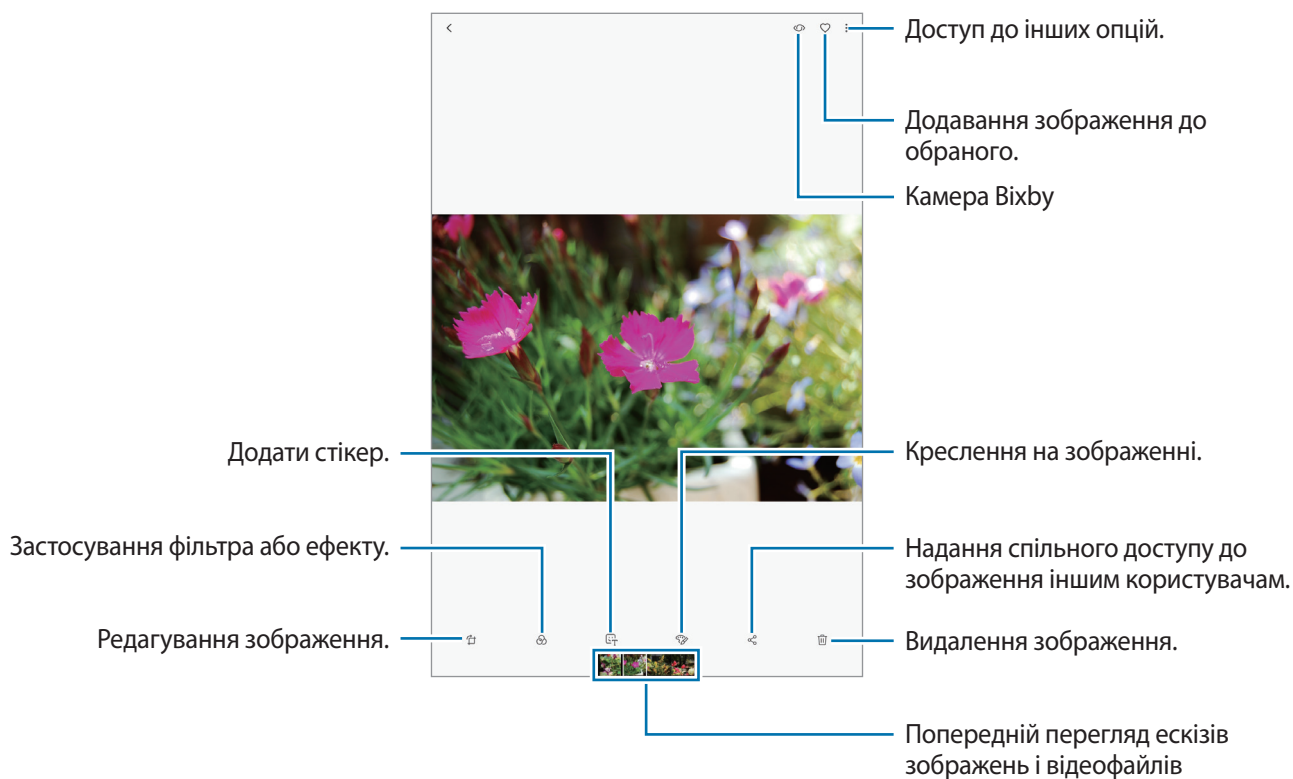 Доступ до інших опцій.
Додавання зображення до
обраного.
Камера Bixby
Додати стікер.
Креслення на зображенні.
Застосування фільтра або ефекту.
Надання спільного доступу до
зображення іншим користувачам.
Редагування зображення.
Видалення зображення.
Попередній перегляд ескізів
зображень і відеофайлів